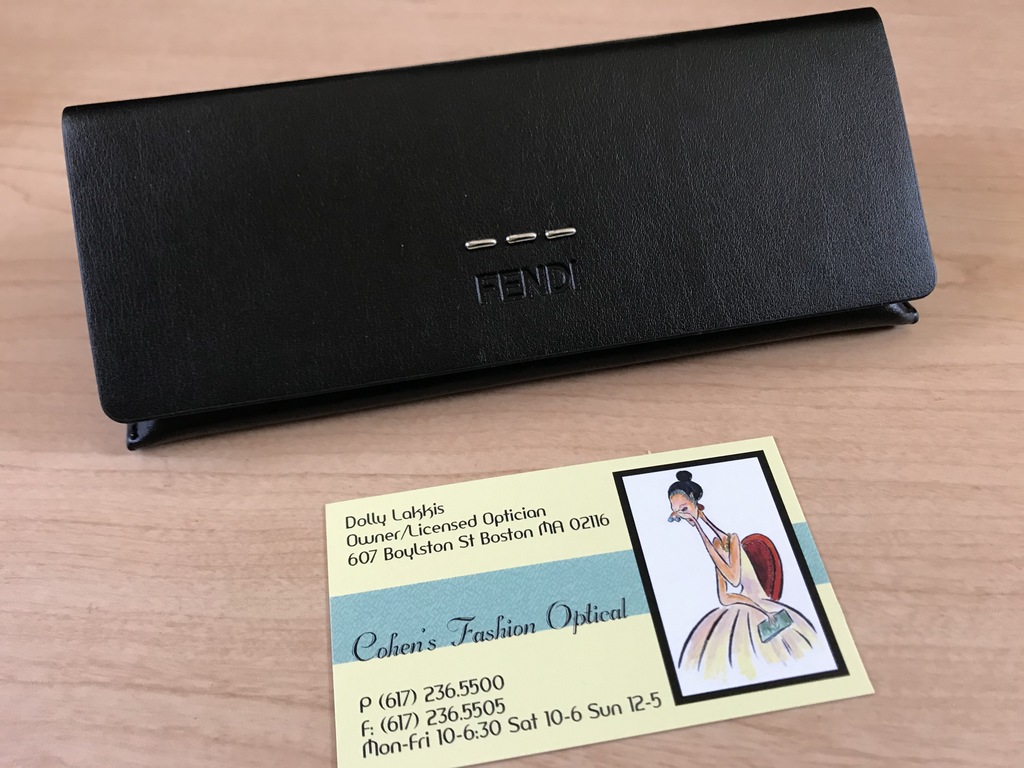 FENDI
Dolly Lakkis
Owner/Licensed Optician
607 Boylston St Boston MA 02116
Cohen's Fashion Optical
P (617) 236.5500
F: (617) 236.5505
Mon-Fri 10-6:30 Sat 10-6 Sun 12-5